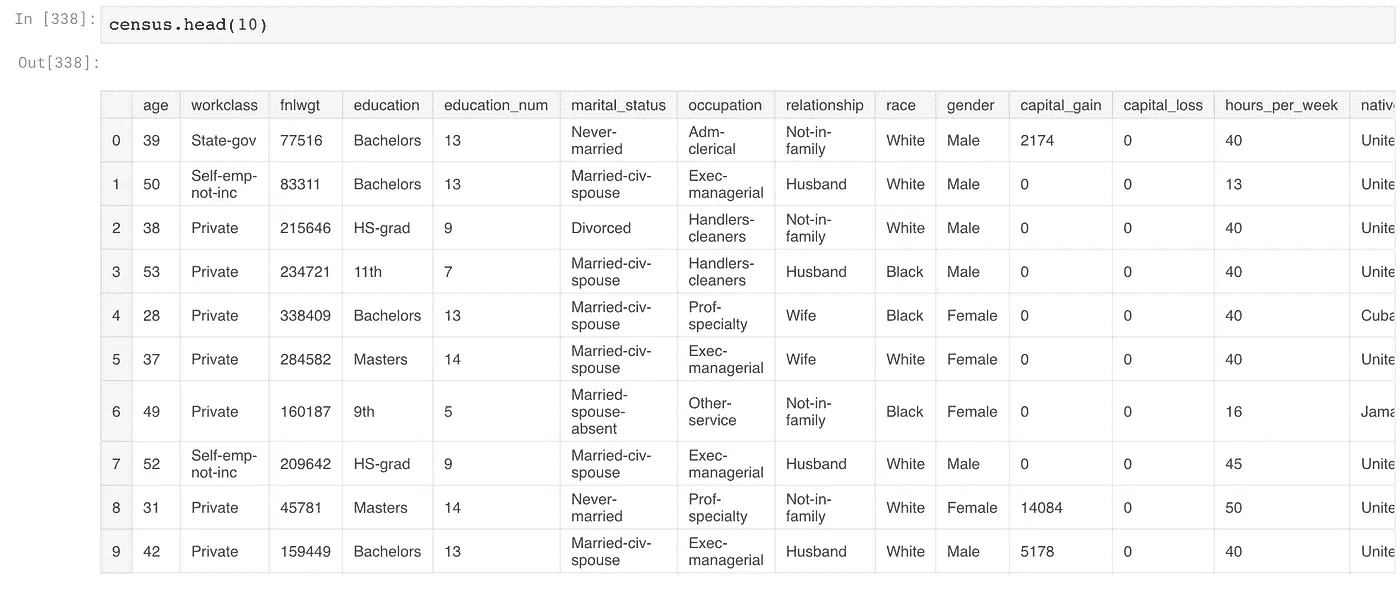 In [338]: census.head(10)
Out[338]:
age workclass fnlwgt education education_num marital_status occupation relationship race gender capital_gain capital_loss hours_per_week nativ
0 39 State-gov 77516 Bachelors 13 Never-married Adm-clerical Not-in-family White Male 2174 0 40 Unite
1 50 Self-emp-not-inc 83311 Bachelors 13 Married-civ-spouse Exec-managerial Husband White Male 0 0 13 Unite
2 38 Private 215646 HS-grad 9 Divorced Handlers-cleaners Not-in-family White Male 0 0 40 Unite
3 53 Private 234721 11th 7 Married-civ-spouse Handlers-cleaners Husband Black Male 0 0 40 Unite
4 28 Private 338409 Bachelors 13 Married-civ-spouse Prof-specialty Wife Black Female 0 0 40 Cuba
5 37 Private 284582 Masters 14 Married-civ-spouse Exec-managerial Wife White Female 0 0 40 Unite
6 49 Private 160187 9th 5 Married-spouse-absent Other-service Not-in-family Black Female 0 0 16 Jama
7 52 Self-emp-not-inc 209642 HS-grad 9 Married-civ-spouse Exec-managerial Husband White Male 0 0 45 Unite
8 31 Private 45781 Masters 14 Never-married Prof-specialty Not-in-family White Female 14084 0 50 Unite
9 42 Private 159449 Bachelors 13 Married-civ-spouse Exec-managerial Husband White Male 5178 0 40 Unite